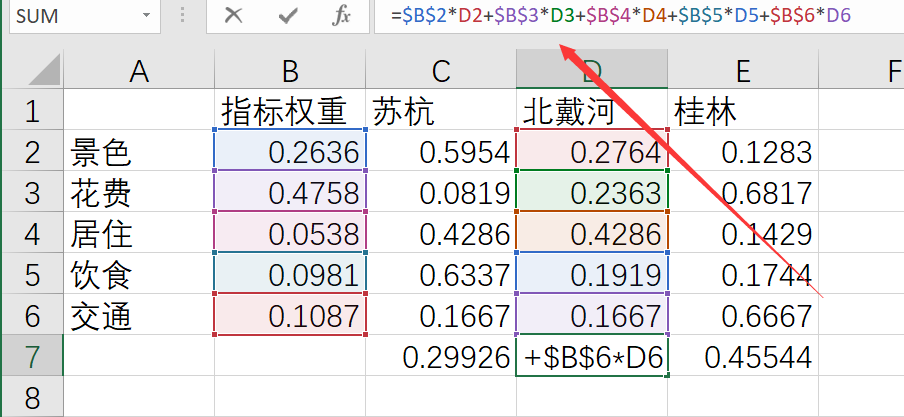 SUM fx =$B$2*D2+$B$3*D3+$B$4*D4+$B$5*D5+$B$6*D6
A B C D E F
1 指标权重 苏杭 北戴河 桂林
2 景色 0.2636 0.5954 0.2764 0.1283
3 花费 0.4758 0.0819 0.2363 0.6817
4 居住 0.0538 0.4286 0.4286 0.1429
5 饮食 0.0981 0.6337 0.1919 0.1744
6 交通 0.1087 0.1667 0.1667 0.6667
7 0.29926 +$B$6*D6 0.45544
8